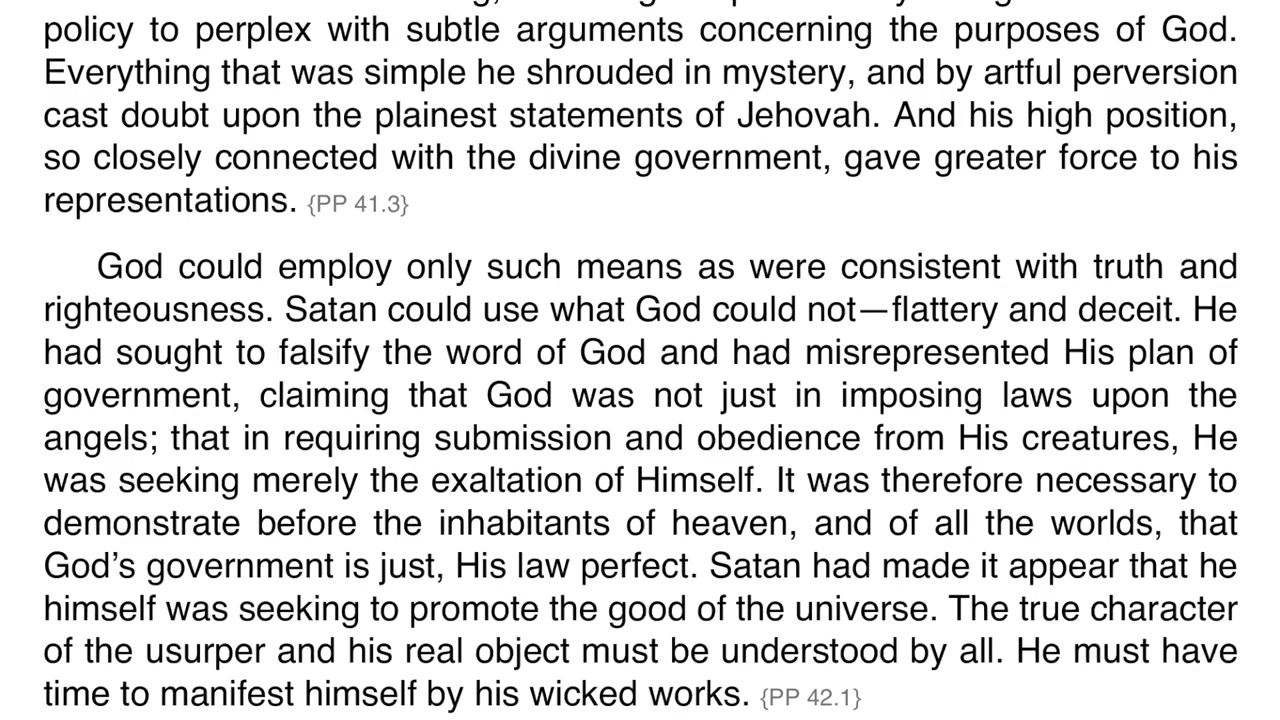 policy to perplex with subtle arguments concerning the purposes of God.
Everything that was simple he shrouded in mystery, and by artful perversion
cast doubt upon the plainest statements of Jehovah. And his high position,
so closely connected with the divine government, gave greater force to his
representations. {PP 41.3}
God could employ only such means as were consistent with truth and
righteousness. Satan could use what God could not—flattery and deceit. He
had sought to falsify the word of God and had misrepresented His plan of
government, claiming that God was not just in imposing laws upon the
angels; that in requiring submission and obedience from His creatures, He
was seeking merely the exaltation of Himself. It was therefore necessary to
demonstrate before the inhabitants of heaven, and of all the worlds, that
God’s government is just, His law perfect. Satan had made it appear that he
himself was seeking to promote the good of the universe. The true character
of the usurper and his real object must be understood by all. He must have
time to manifest himself by his wicked works. {PP 42.1}